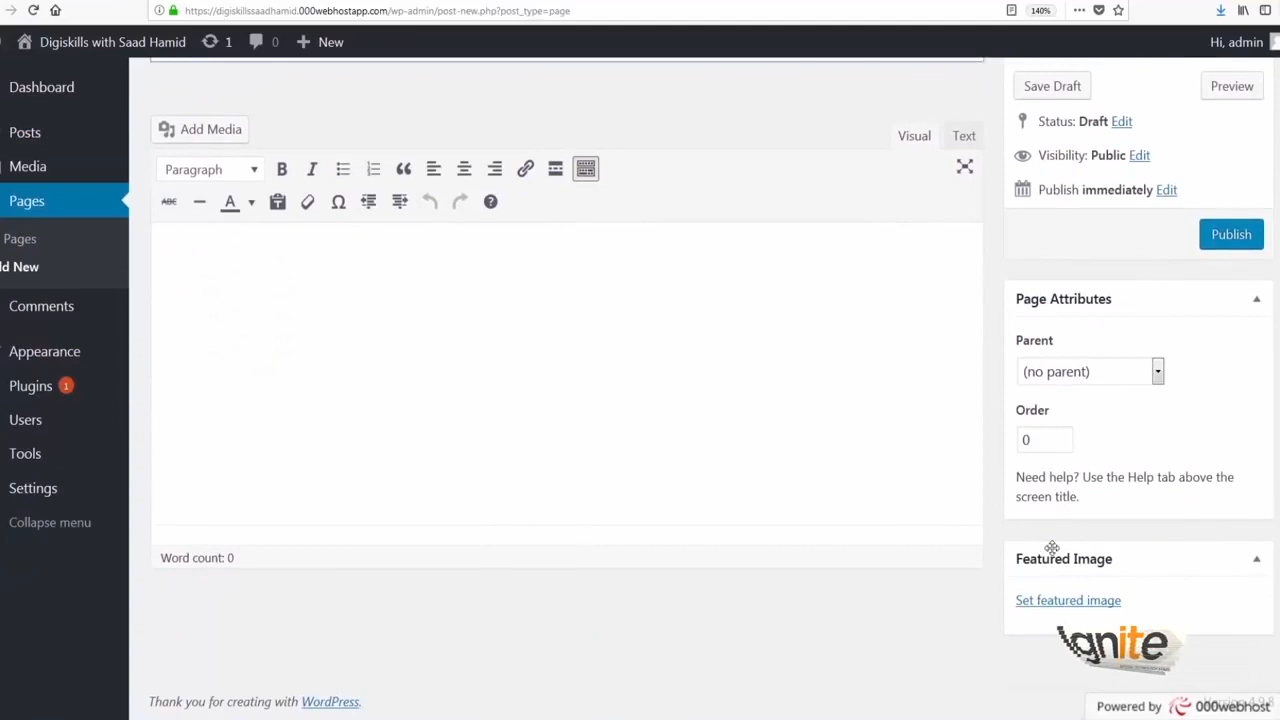 digiskillssaadhamid.000webhostapp.com/wp-admin/post-new.php?post_type=page
140%
Digiskills with Saad Hamid
1
0
New
Hi, admin
Dashboard
Posts
Media
Pages
Pages
d New
Comments
Appearance
Plugins 1
Users
Tools
Settings
Collapse menu
Add Media
Visual
Text
Paragraph
B I
ABC
A
Word count: 0
Save Draft
Preview
Status: Draft Edit
Visibility: Public Edit
Publish immediately Edit
Publish
Page Attributes
Parent
(no parent)
Order
0
Need help? Use the Help tab above the
screen title.
Featured Image
Set featured image
Ignite
Thank you for creating with WordPress.
Powered by 000webhost